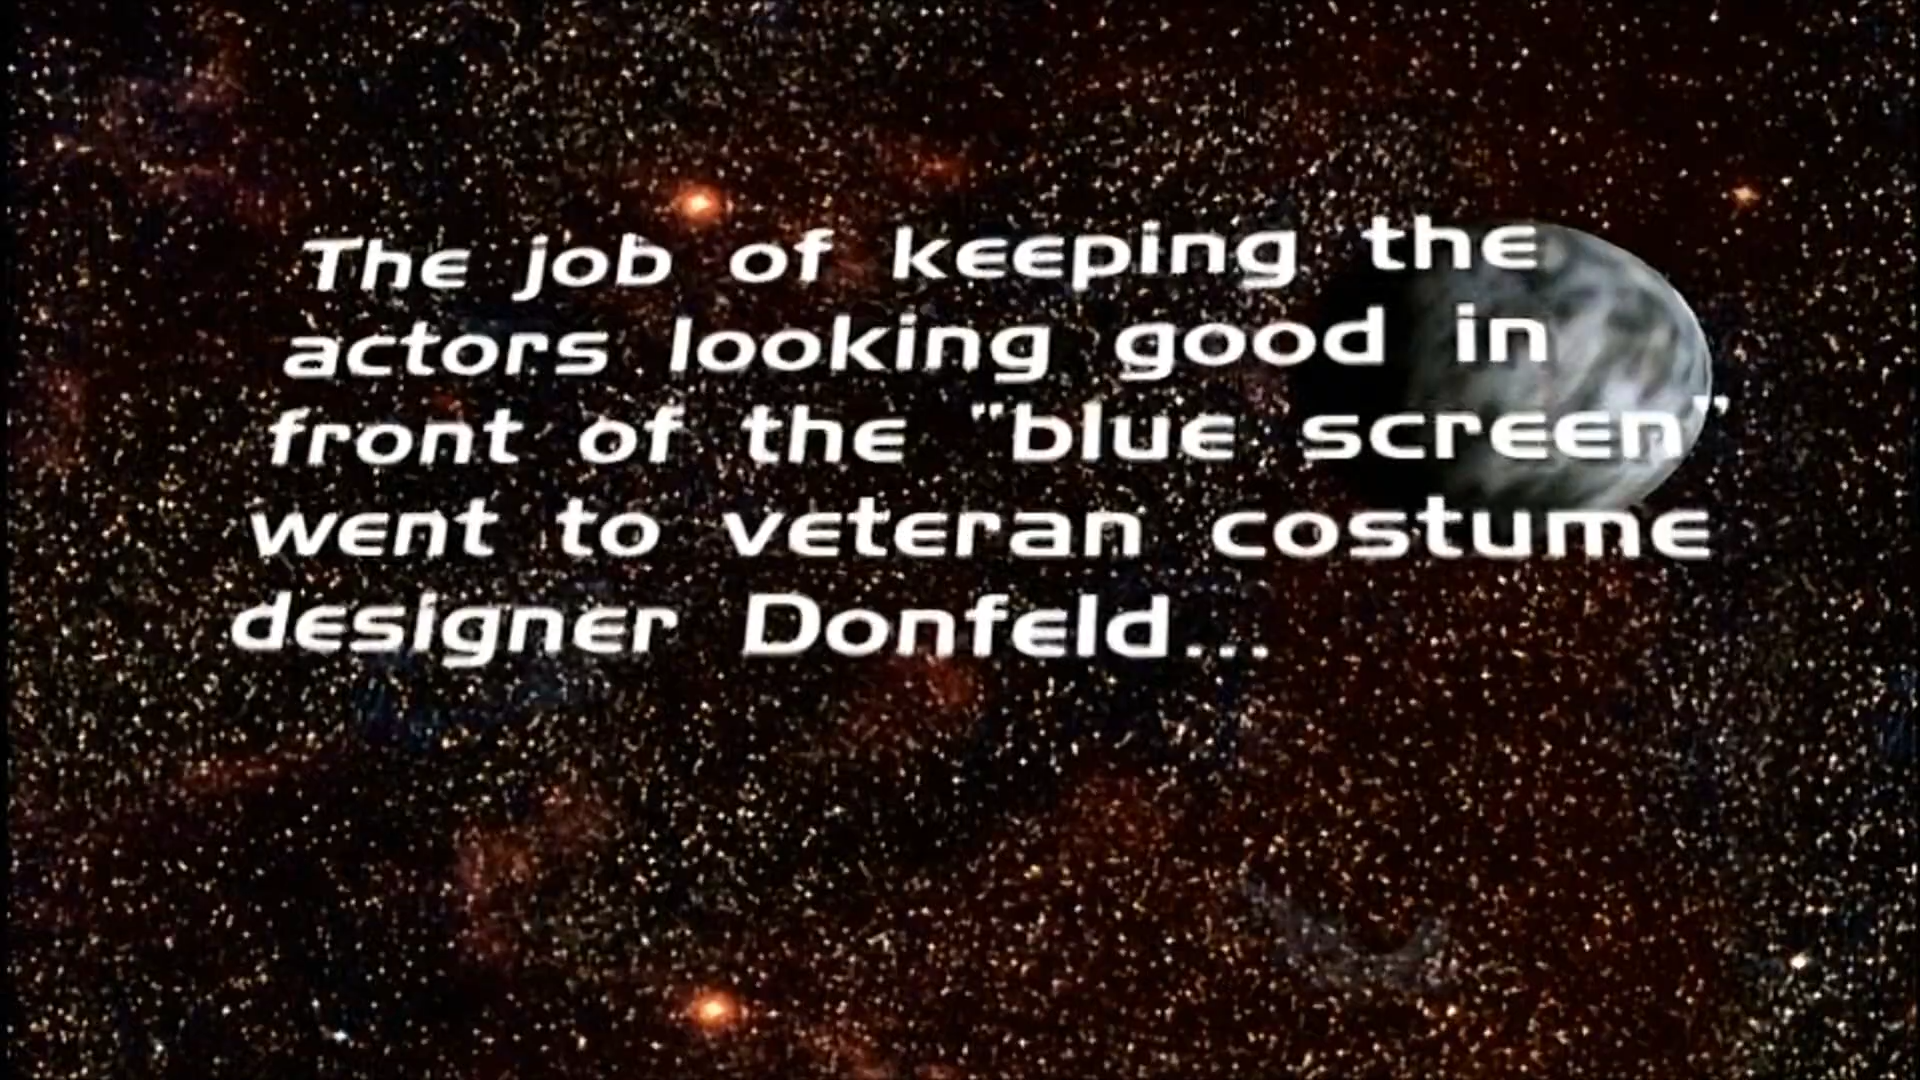 The job of keeping the
actors looking good in
front of the "blue screen"
went to veteran costume
designer Donfeld...